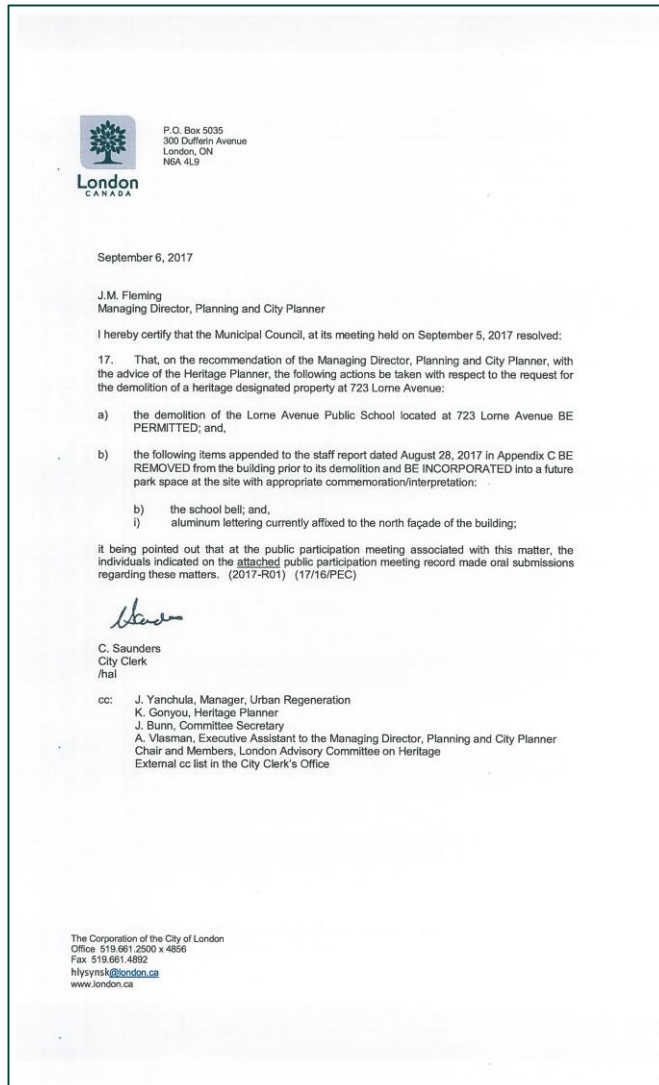 London
CANADA
P.O. Box 5035
300 Dufferin Avenue
London, ON
N6A 4L9
September 6, 2017
J.M. Fleming
Managing Director, Planning and City Planner
I hereby certify that the Municipal Council, at its meeting held on September 5, 2017 resolved:
17. That, on the recommendation of the Managing Director, Planning and City Planner, with
the advice of the Heritage Planner, the following actions be taken with respect to the request for
the demolition of a heritage designated property at 723 Lorne Avenue:
a) the demolition of the Lorne Avenue Public School located at 723 Lorne Avenue BE
PERMITTED; and,
b) the following items appended to the staff report dated August 28, 2017 in Appendix C BE
REMOVED from the building prior to its demolition and BE INCORPORATED into a future
park space at the site with appropriate commemoration/interpretation:
b) the school bell; and,
i) aluminum lettering currently affixed to the north façade of the building;
it being pointed out that at the public participation meeting associated with this matter, the
individuals indicated on the attached public participation meeting record made oral submissions
regarding these matters. (2017-R01) (17/16/PEC)
C. Saunders
City Clerk
/hal
cc: J. Yanchula, Manager, Urban Regeneration
K. Gonyou, Heritage Planner
J. Bunn, Committee Secretary
A. Vlasman, Executive Assistant to the Managing Director, Planning and City Planner
Chair and Members, London Advisory Committee on Heritage
External cc list in the City Clerk's Office
The Corporation of the City of London
Office 519.661.2500 x 4856
Fax 519.661.4892
hlysynsk@london.ca
www.london.ca